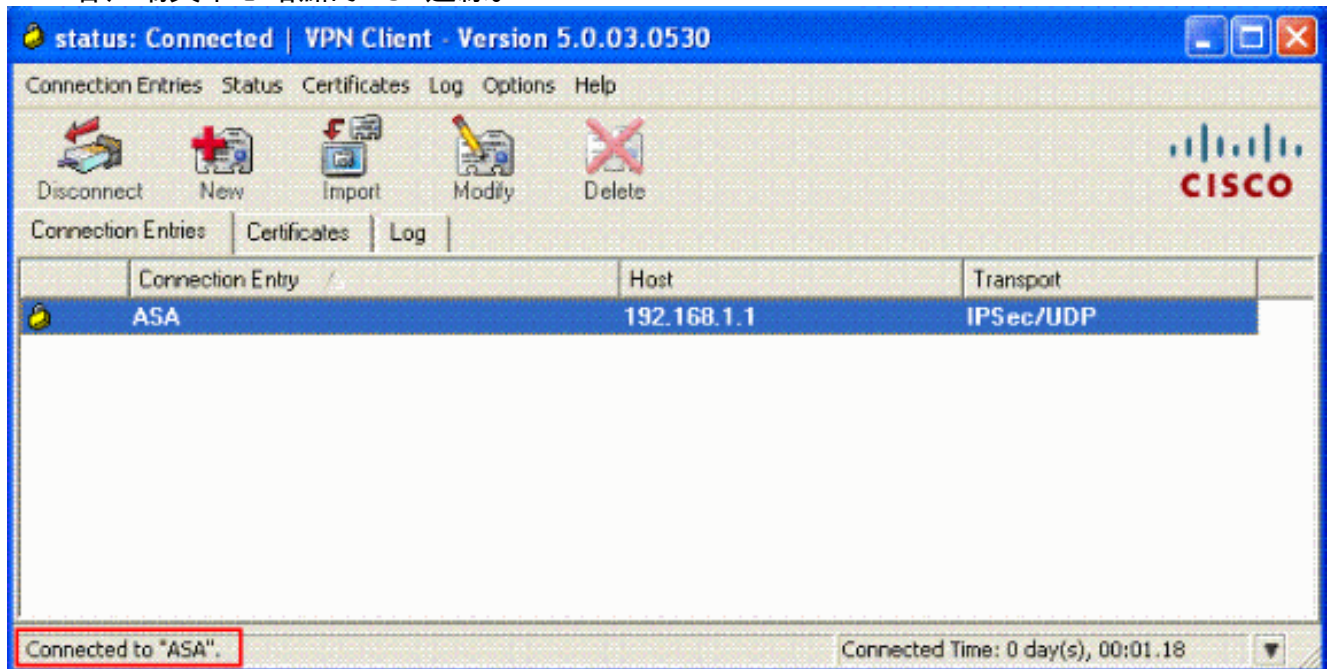 status: Connected | VPN Client - Version 5.0.03.0530
Connection Entries Status Certificates Log Options Help
Disconnect New Import Modify Delete
CISCO
Connection Entries Certificates Log
Connection Entry Host Transport
ASA 192.168.1.1 IPSec/UDP
Connected to "ASA". Connected Time: 0 day(s), 00:01.18